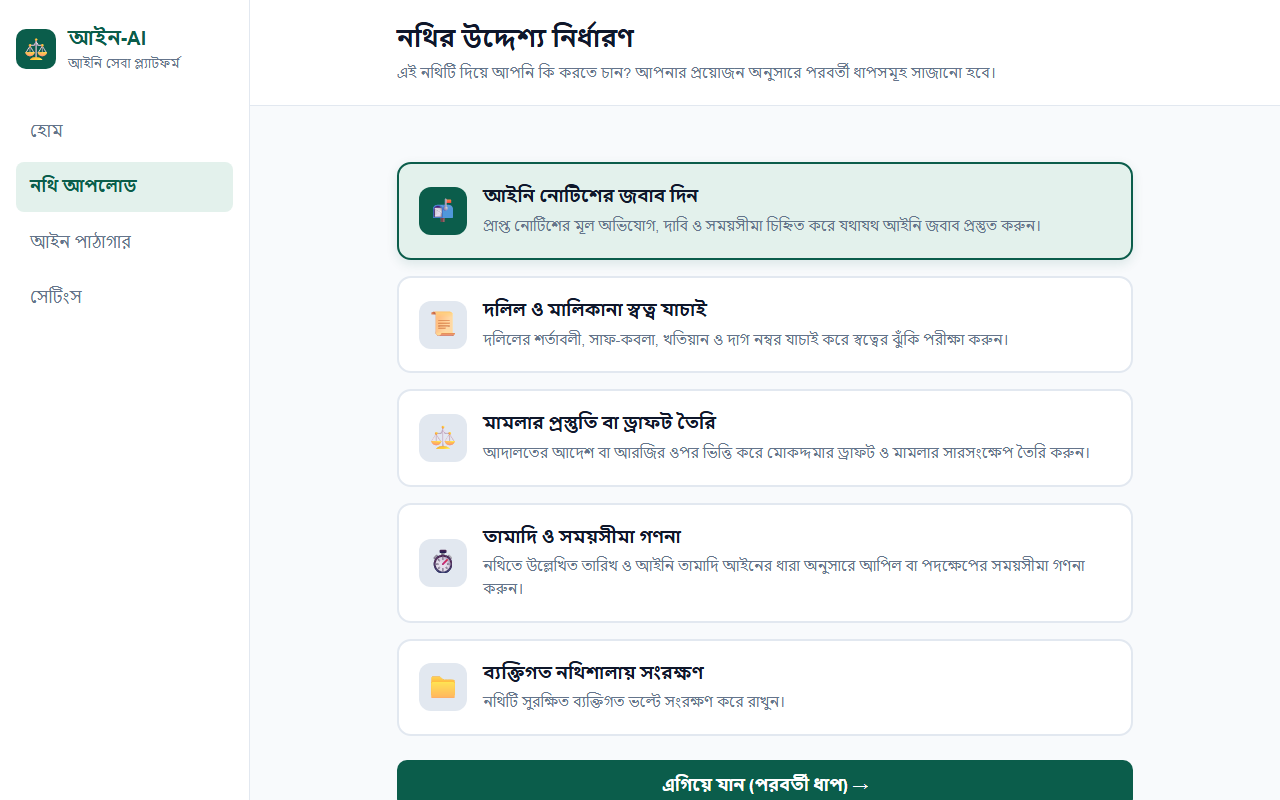 আইন-AI
আইনি সেবা প্ল্যাটফর্ম
হোম
নথি আপলোড
আইন পাঠাগার
সেটিংস
নথির উদ্দেশ্য নির্ধারণ
এই নথিটি দিয়ে আপনি কি করতে চান? আপনার প্রয়োজন অনুসারে পরবর্তী ধাপসমূহ সাজানো হবে।
আইনি নোটিশের জবাব দিন
প্রাপ্ত নোটিশের মূল অভিযোগ, দাবি ও সময়সীমা চিহ্নিত করে যথাযথ আইনি জবাব প্রস্তুত করুন।
দলিল ও মালিকানা স্বত্ব যাচাই
দলিলের শর্তাবলী, সাফ-কবলা, খতিয়ান ও দাগ নম্বর যাচাই করে স্বত্বের ঝুঁকি পরীক্ষা করুন।
মামলার প্রস্তুতি বা ড্রাফট তৈরি
আদালতের আদেশ বা আরজির ওপর ভিত্তি করে মোকদ্দমার ড্রাফট ও মামলার সারসংক্ষেপ তৈরি করুন।
তামাদি ও সময়সীমা গণনা
নথিতে উল্লেখিত তারিখ ও আইনি তামাদি আইনের ধারা অনুসারে আপিল বা পদক্ষেপের সময়সীমা গণনা
করুন।
ব্যক্তিগত নথিশালায় সংরক্ষণ
নথিটি সুরক্ষিত ব্যক্তিগত ভল্টে সংরক্ষণ করে রাখুন।
এগিয়ে যান (পরবর্তী ধাপ) →